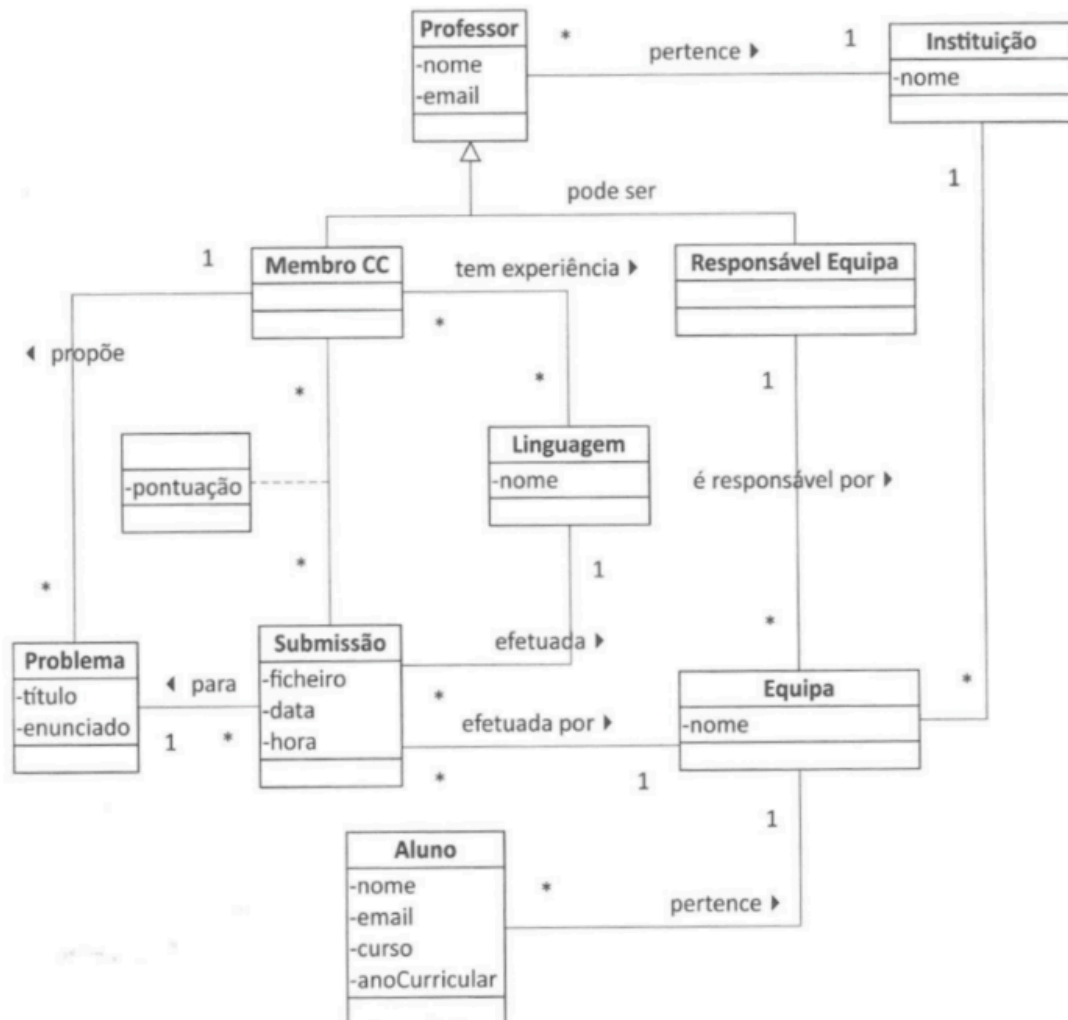 Professor
-nome
-email
*
pertence ▶
1
Instituição
-nome
1
pode ser
1
Membro CC
tem experiência ▶
Responsável Equipa
*
◀ propõe
1
*
*
Linguagem
-nome
-pontuação
é responsável por ▶
*
1
*
*
Submissão
-ficheiro
-data
-hora
efetuada ▶
*
Problema
-título
-enunciado
◀ para
1
*
efetuada por ▶
*
1
Equipa
-nome
*
1
Aluno
-nome
-email
-curso
-anoCurricular
*
pertence ▶